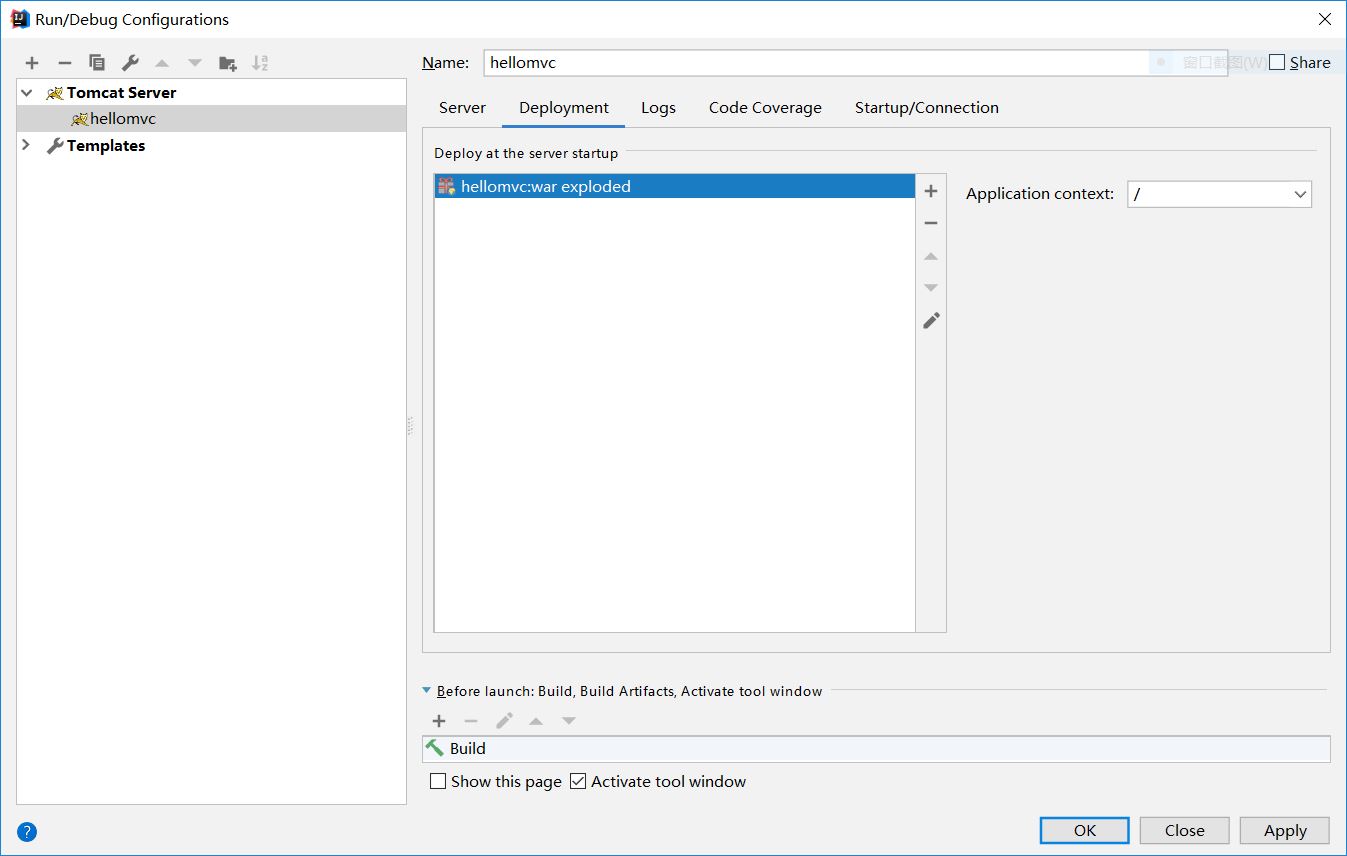 Run/Debug Configurations
Name: hellomvc 窗口截图(W) Share
Tomcat Server
hellomvc
Templates
Server Deployment Logs Code Coverage Startup/Connection
Deploy at the server startup
hellomvc:war exploded
Application context: /
Before launch: Build, Build Artifacts, Activate tool window
Build
Show this page Activate tool window
? OK Close Apply